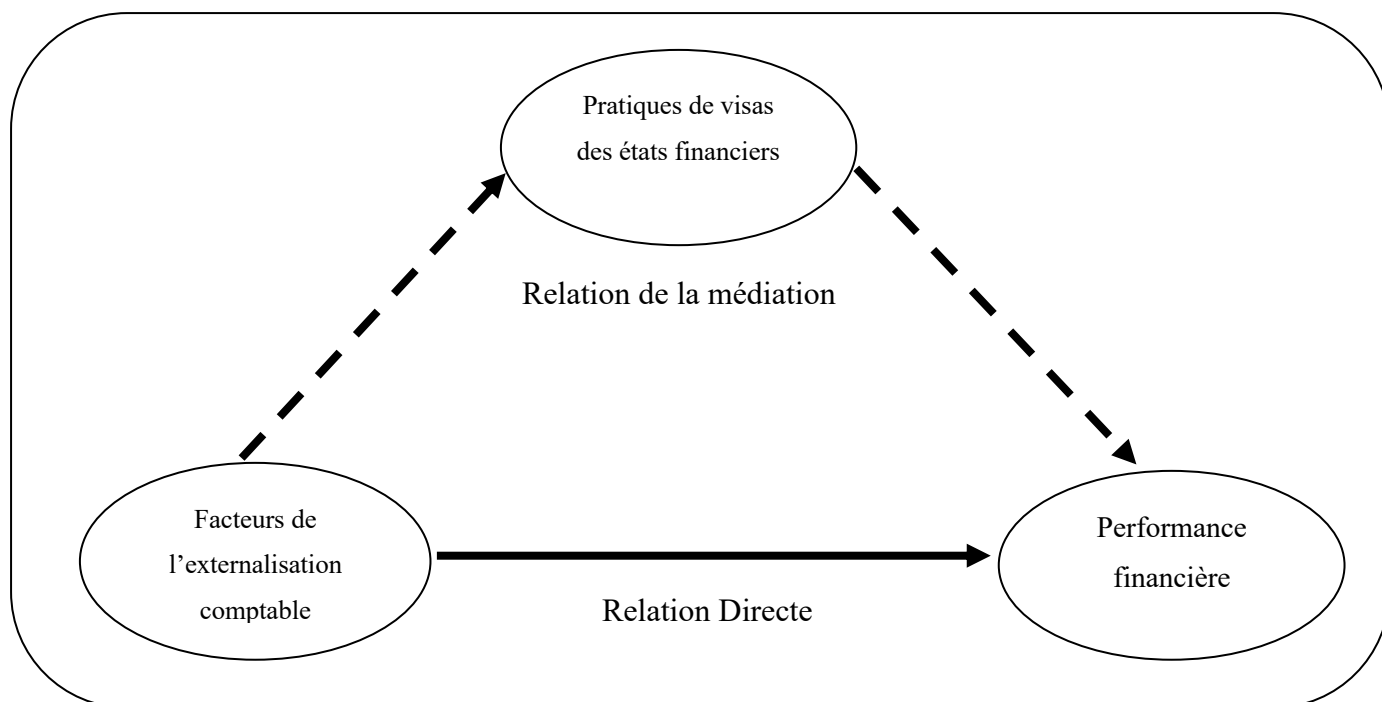 Pratiques de visas
des états financiers
Relation de la médiation
Facteurs de
l’externalisation
comptable
Performance
financière
Relation Directe